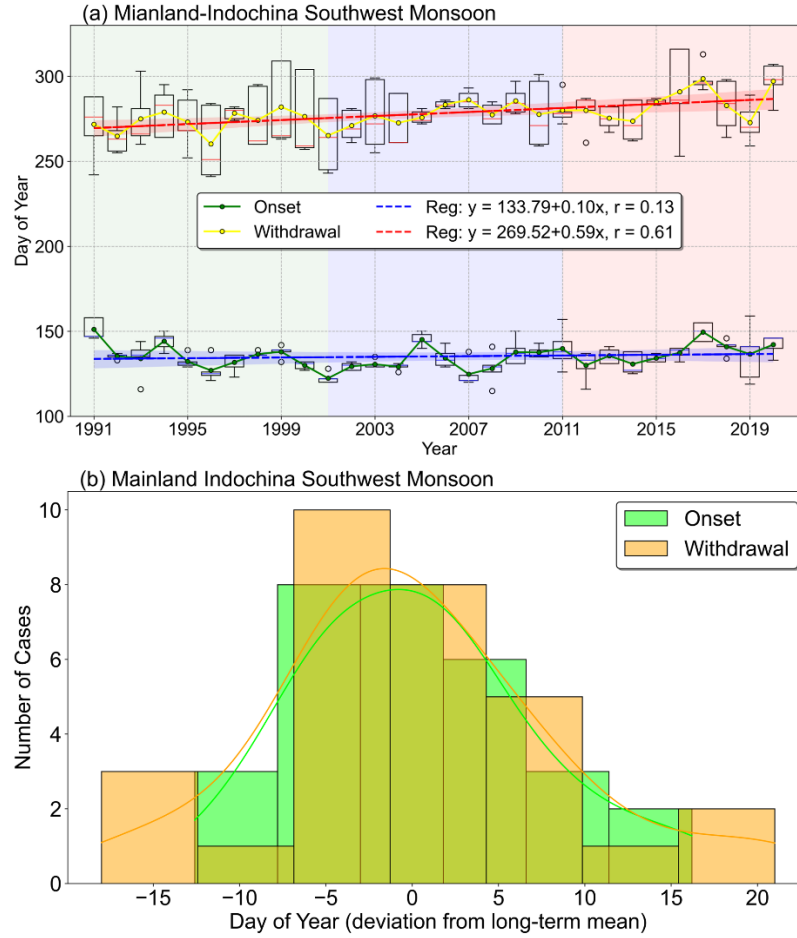 (a) Mianland-Indochina Southwest Monsoon
300
250
200
150
100
Day of Year
Onset
Withdrawal
Reg: y = 133.79+0.10x, r = 0.13
Reg: y = 269.52+0.59x, r = 0.61
1991 1995 1999 2003 2007 2011 2015 2019
Year
(b) Mainland Indochina Southwest Monsoon
10
8
6
4
2
0
Number of Cases
Onset
Withdrawal
−15 −10 −5 0 5 10 15 20
Day of Year (deviation from long-term mean)